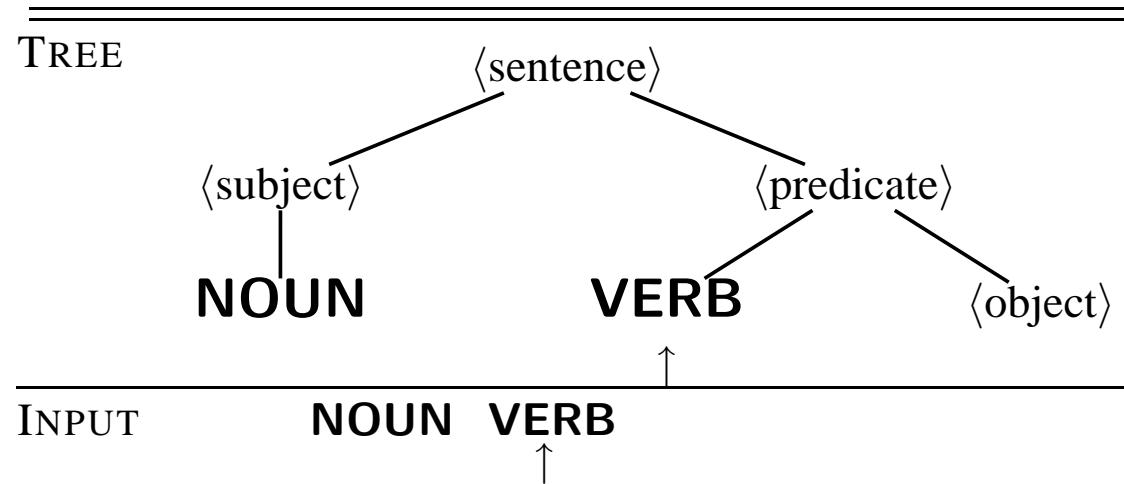 TREE
⟨sentence⟩
⟨subject⟩ ⟨predicate⟩
NOUN VERB ⟨object⟩
↑
INPUT NOUN VERB
↑